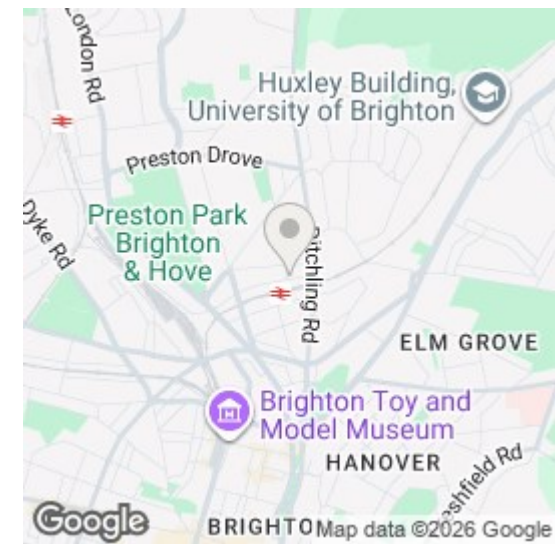 London Rd
Huxley Building,
University of Brighton
Preston Drove
Dyke Rd
Preston Park
Brighton
& Hove
Ditchling Rd
ELM GROVE
Brighton Toy and
Model Museum
HANOVER
eshfield Rd
Google
BRIGHTO
Map data ©2026 Google